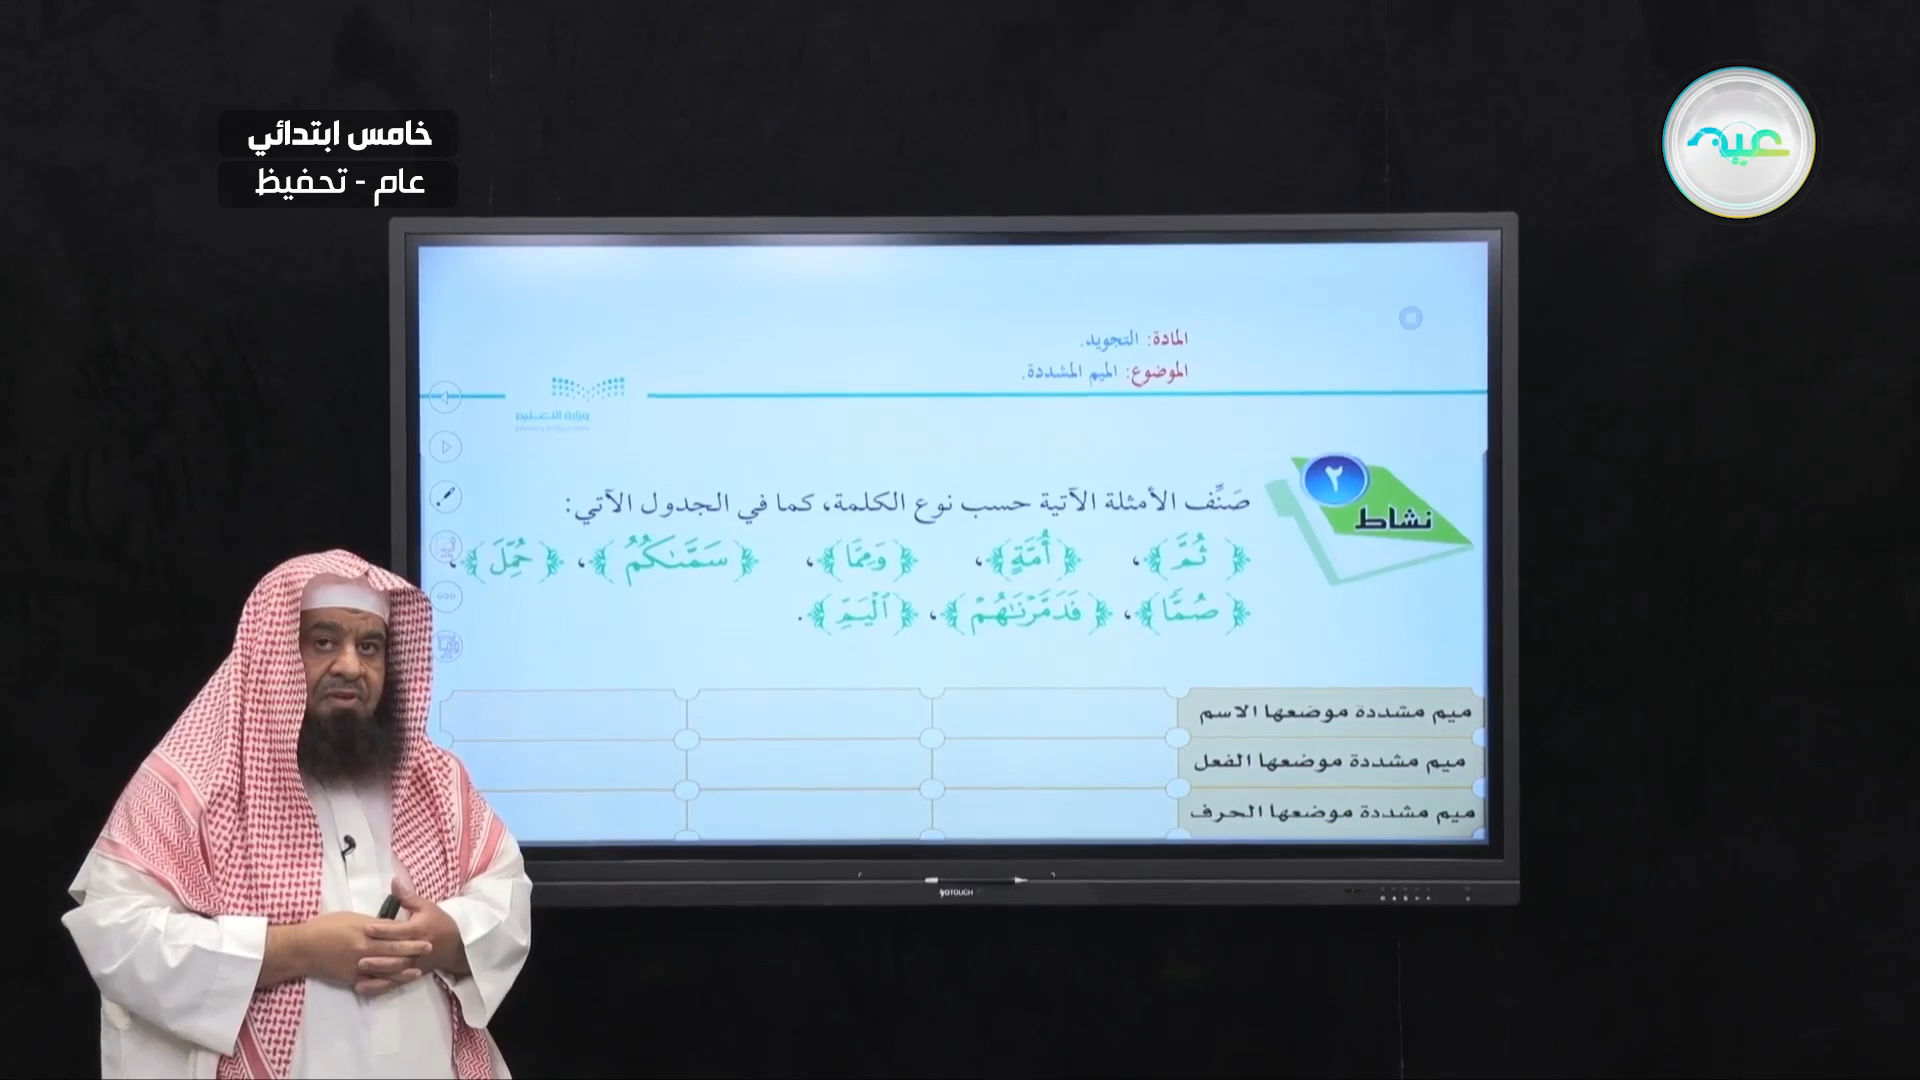 خامس ابتدائي
عام - تحفيظ
عين
المادة: التجويد.
الموضوع: الميم المشددة.
وزارة التعليم
نشاط ٢
صَنِّف الأمثلة الآتية حسب نوع الكلمة، كما في الجدول الآتي:
﴿ثُمَّ﴾، ﴿أُمَّةٍ﴾، ﴿وَمِمَّا﴾، ﴿سَمَّىٰكُمُ﴾، ﴿حُمِّلَ﴾،
﴿صُمًّا﴾، ﴿فَدَمَّرْنَٰهُمْ﴾، ﴿ٱلْيَمِّ﴾.
ميم مشددة موضعها الاسم
ميم مشددة موضعها الفعل
ميم مشددة موضعها الحرف
YOTOUCH